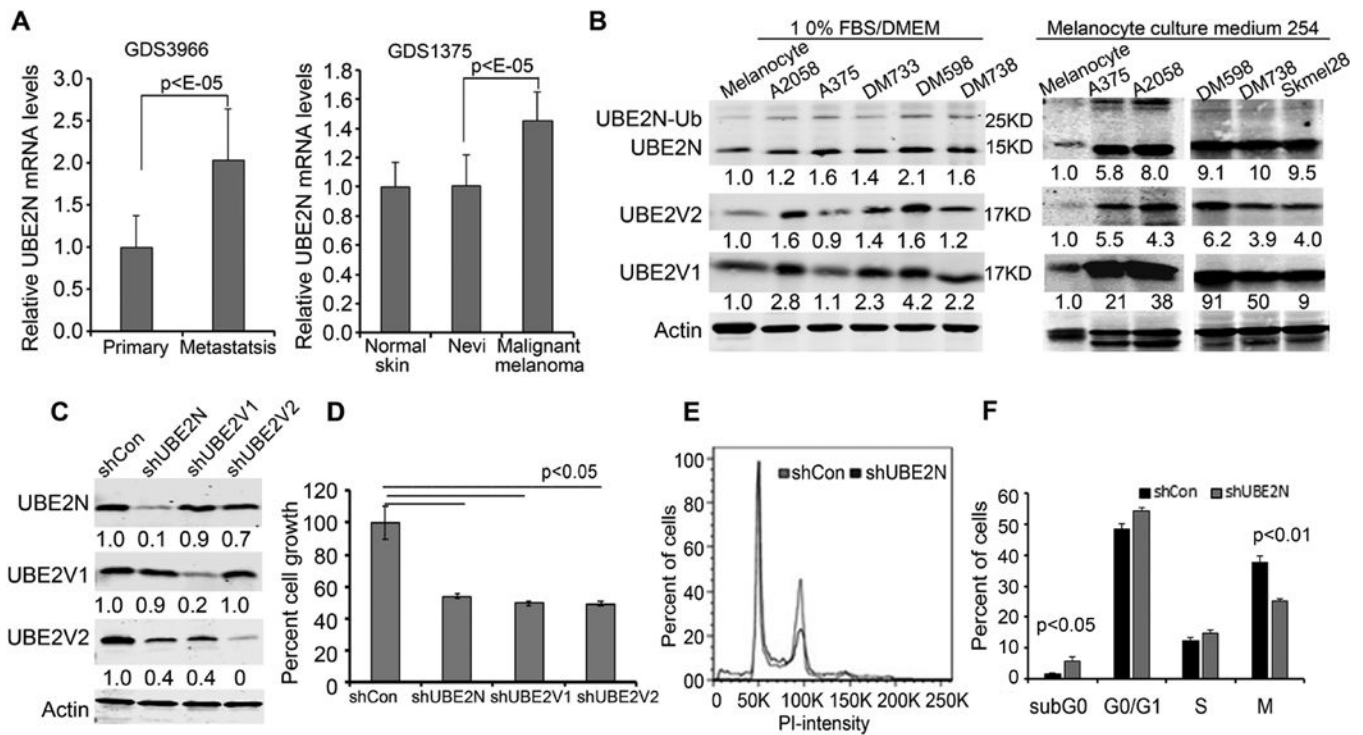 A
GDS3966
p<E-05
Relative UBE2N mRNA levels
3.0
2.5
2.0
1.5
1.0
0.5
0.0
Primary Metastatsis
GDS1375
p<E-05
Relative UBE2N mRNA levels
1.8
1.6
1.4
1.2
1.0
0.8
0.6
0.4
0.2
0.0
Normal skin
Nevi
Malignant melanoma
B
1 0% FBS/DMEM
Melanocyte A2058 A375 DM733 DM598 DM738
Melanocyte culture medium 254
Melanocyte A375 A2058 DM598 DM738 Skmel28
UBE2N-Ub 25KD
UBE2N 15KD
1.0 1.2 1.6 1.4 2.1 1.6
1.0 5.8 8.0 9.1 10 9.5
UBE2V2 17KD
1.0 1.6 0.9 1.4 1.6 1.2
1.0 5.5 4.3 6.2 3.9 4.0
UBE2V1 17KD
1.0 2.8 1.1 2.3 4.2 2.2
1.0 21 38 91 50 9
Actin
C
shCon shUBE2N shUBE2V1 shUBE2V2
UBE2N
1.0 0.1 0.9 0.7
UBE2V1
1.0 0.9 0.2 1.0
UBE2V2
1.0 0.4 0.4 0
Actin
D
p<0.05
Percent cell growth
120
100
80
60
40
20
0
shCon shUBE2N shUBE2V1 shUBE2V2
E
shCon shUBE2N
Percent of cells
100
80
60
40
20
00
0 50K 100K 150K 200K 250K
PI-intensity
F
shCon shUBE2N
p<0.05
p<0.01
Percent of cells
60
50
40
30
20
10
0
subG0 G0/G1 S M